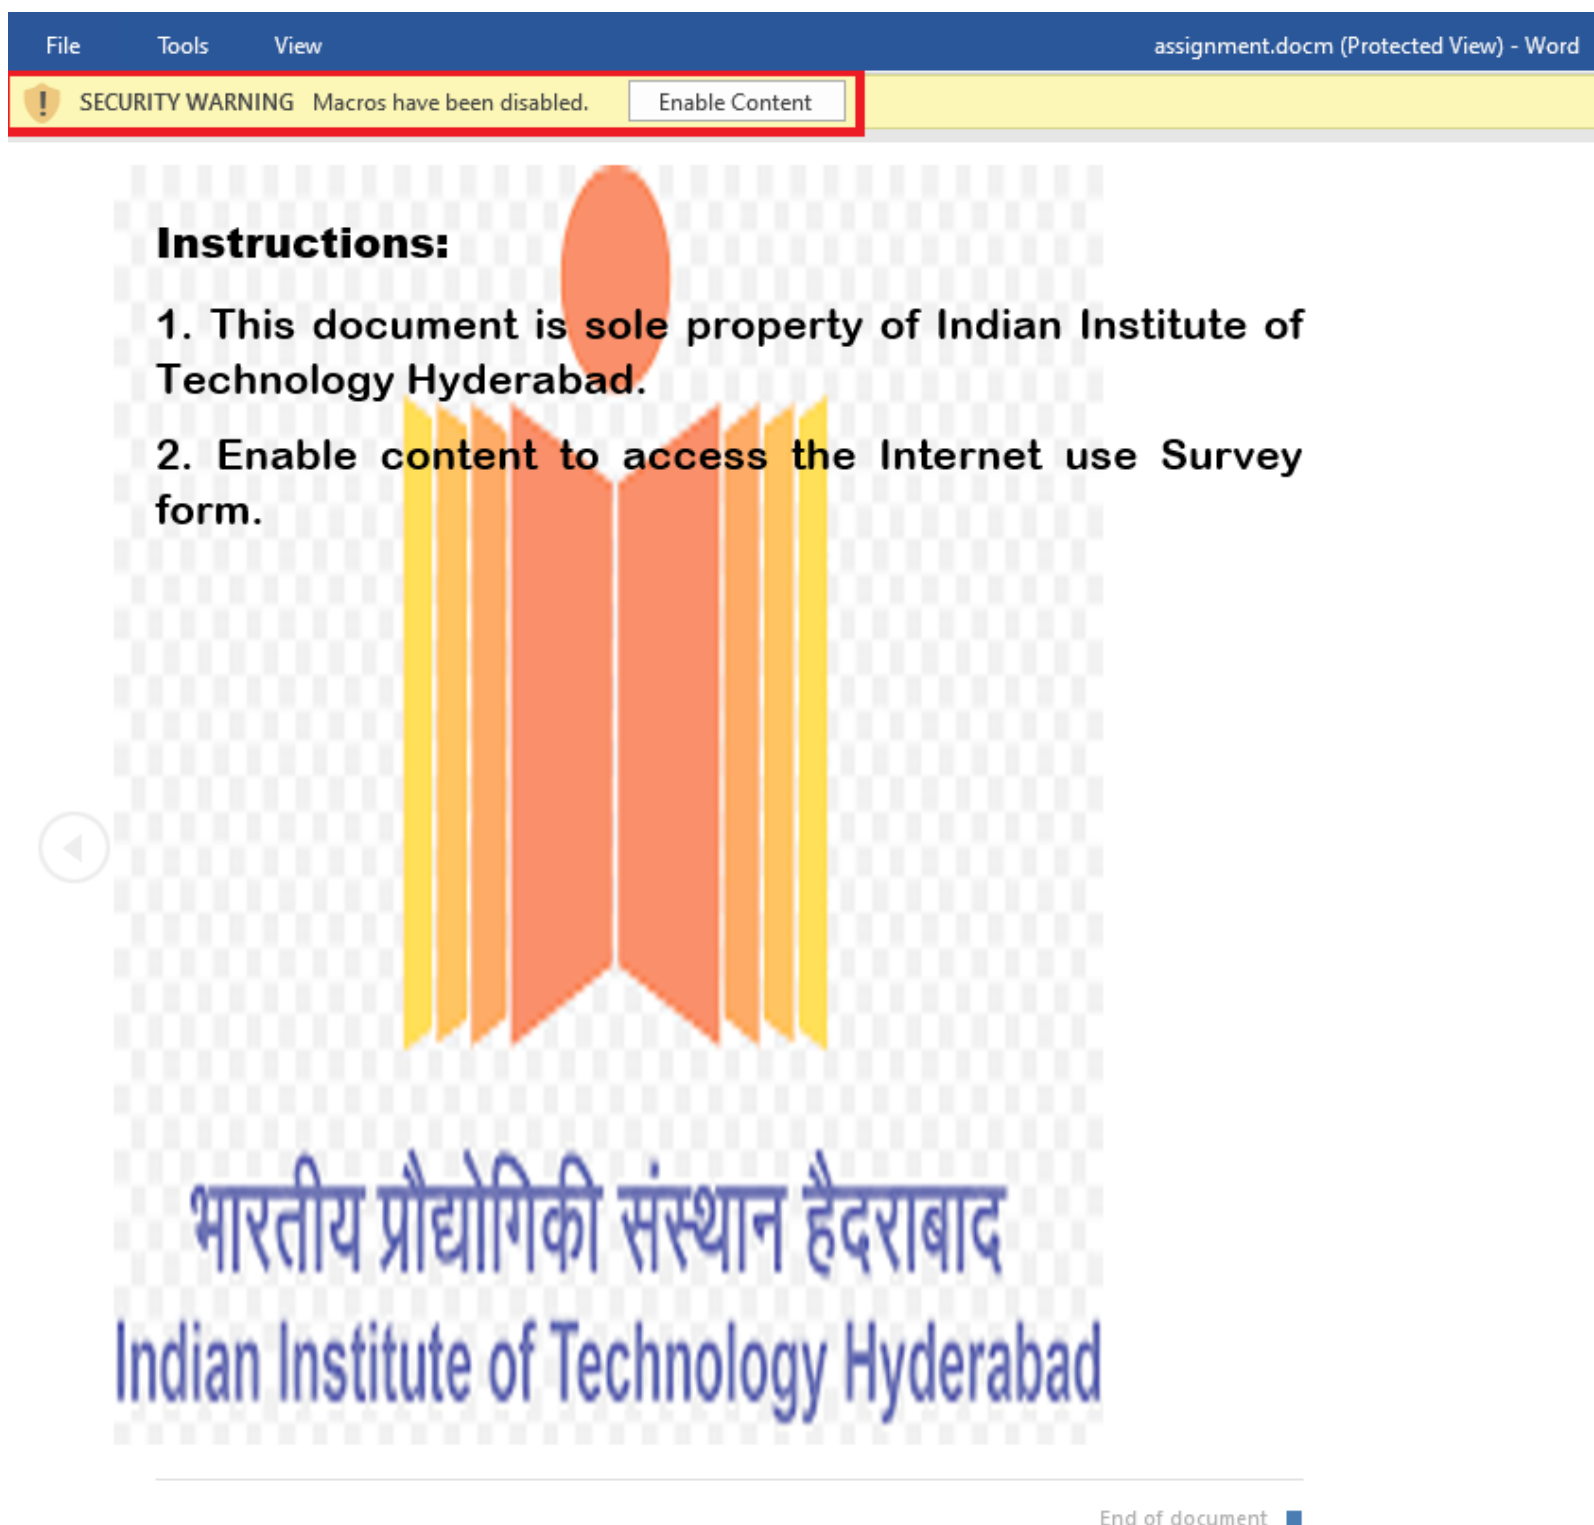 File Tools View assignment.docm (Protected View) - Word
SECURITY WARNING Macros have been disabled. Enable Content
Instructions:
1. This document is sole property of Indian Institute of
Technology Hyderabad.
2. Enable content to access the Internet use Survey
form.
भारतीय प्रौद्योगिकी संस्थान हैदराबाद
Indian Institute of Technology Hyderabad
End of document